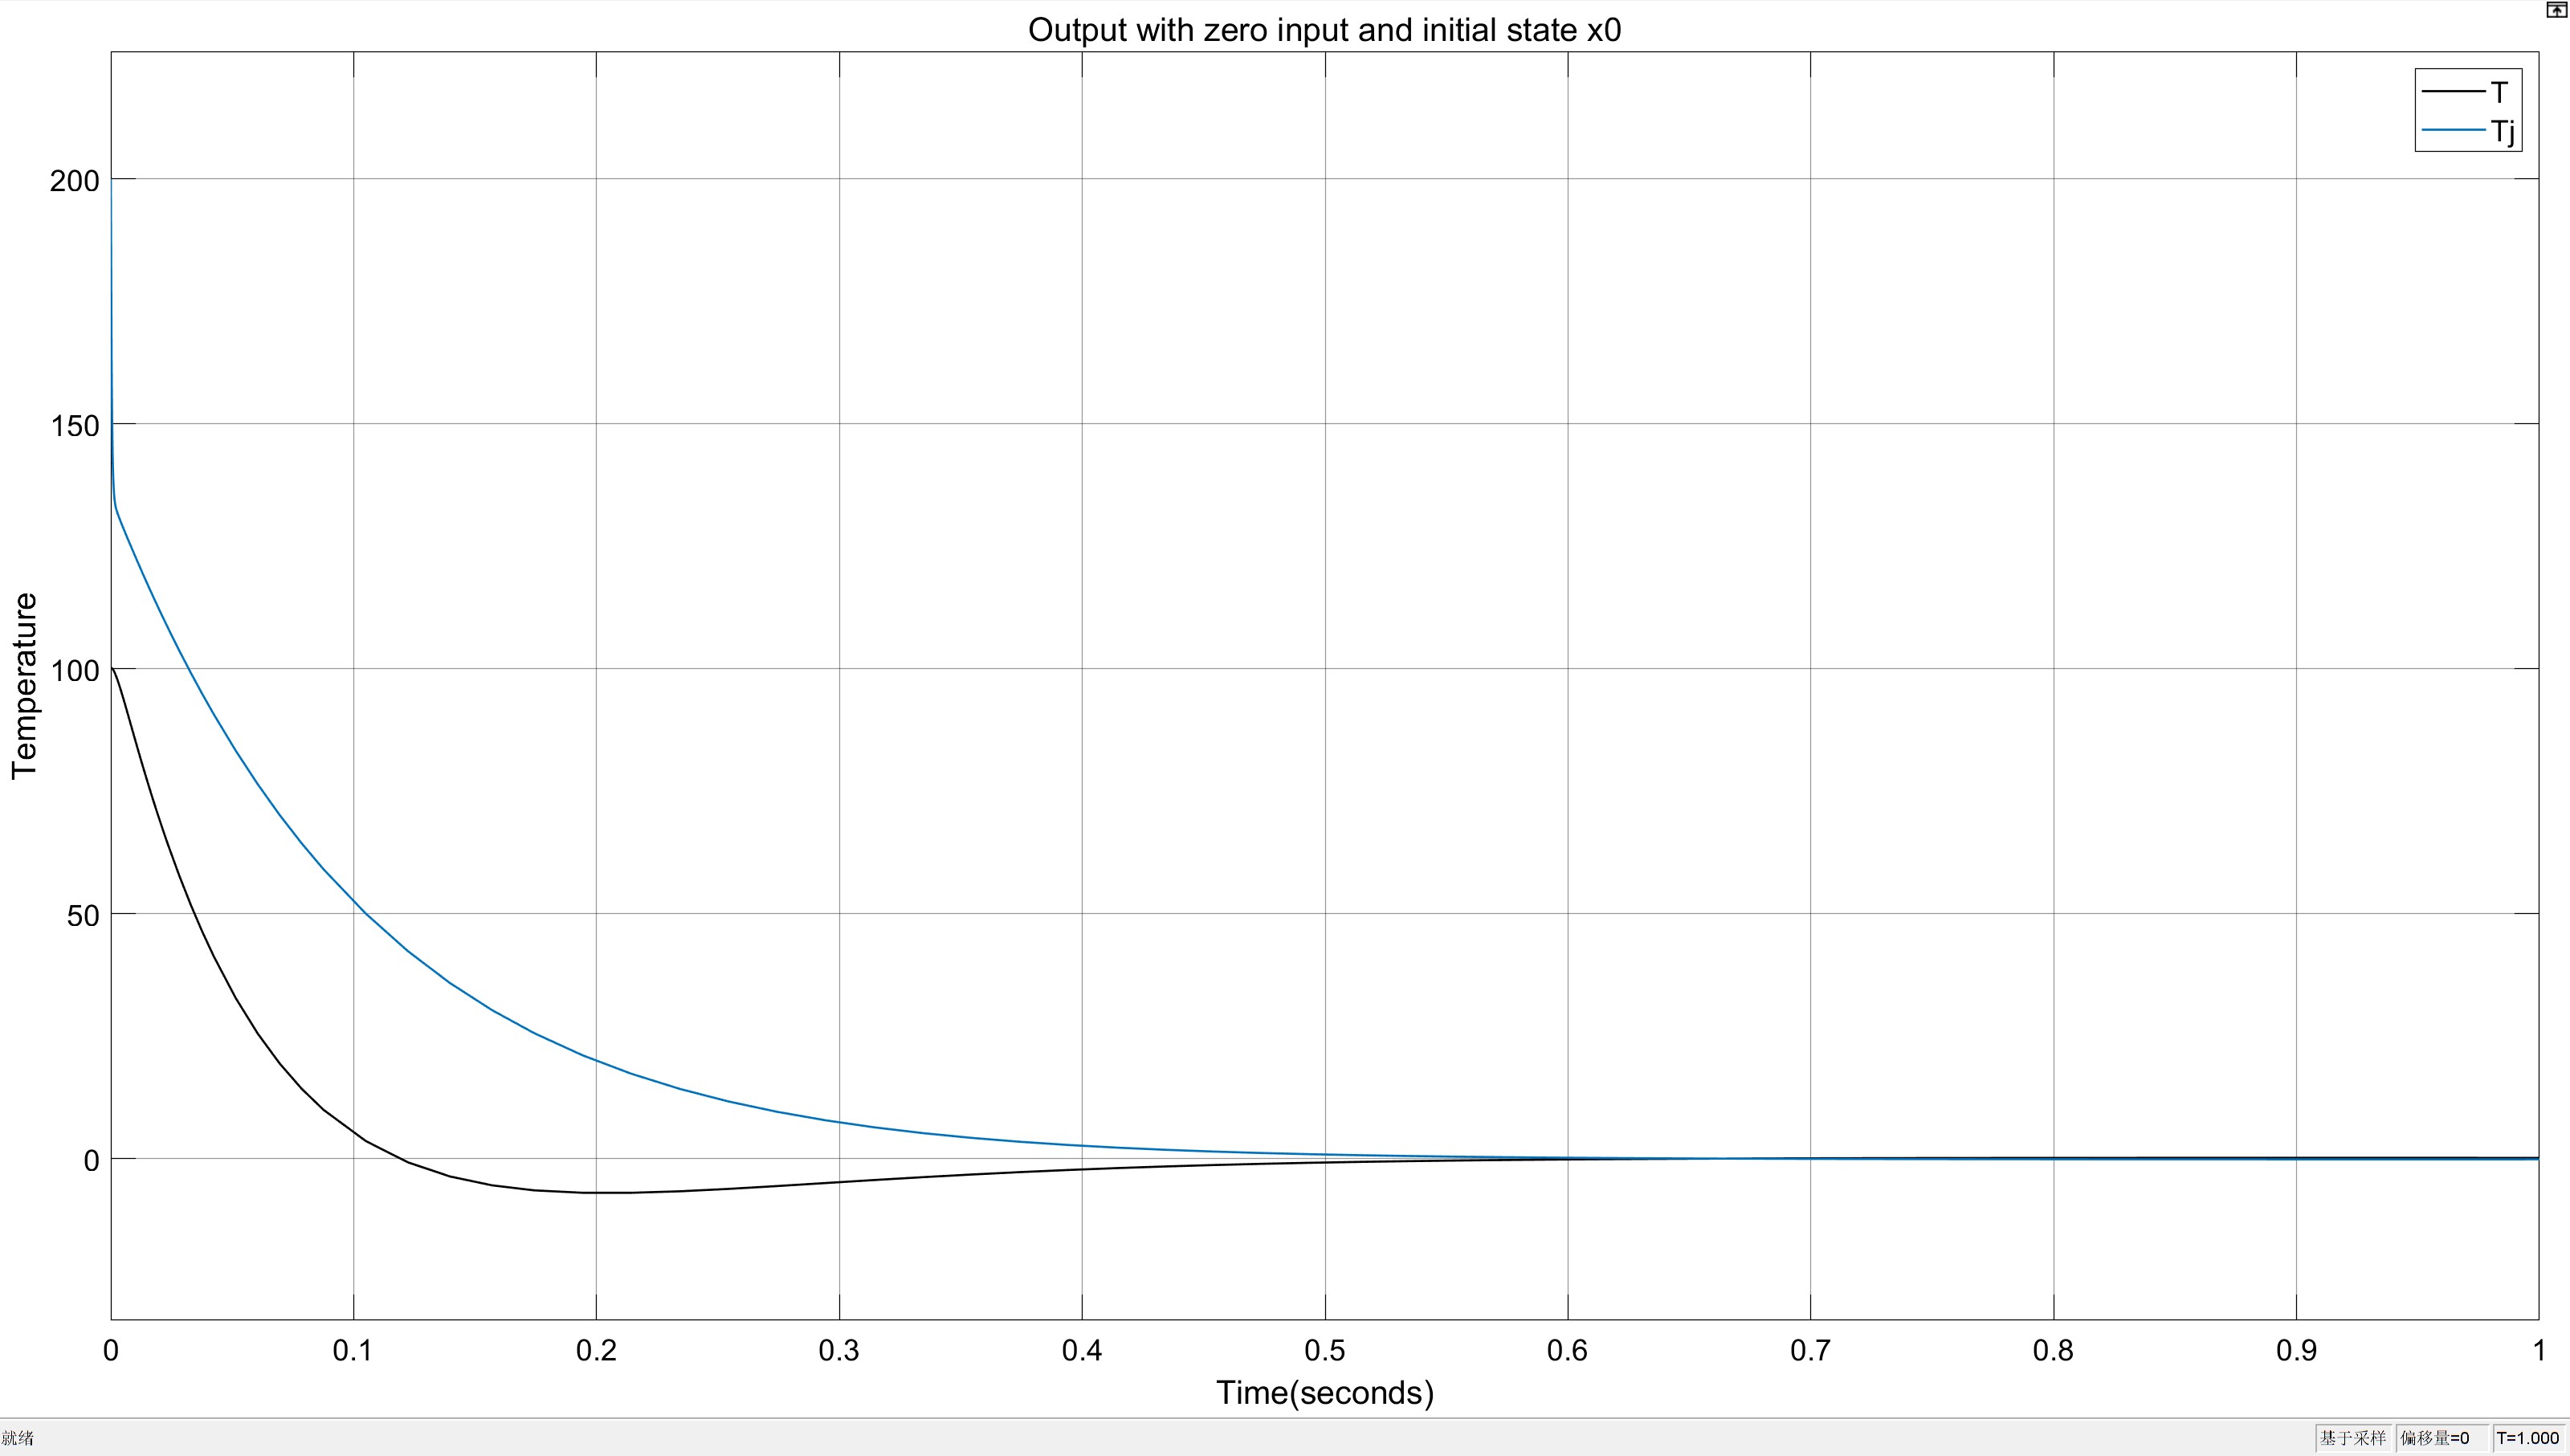 Output with zero input and initial state x0
T
Tj
200
150
100
50
0
Temperature
0 0.1 0.2 0.3 0.4 0.5 0.6 0.7 0.8 0.9 1
Time(seconds)
就绪 基于采样 偏移量=0 T=1.000